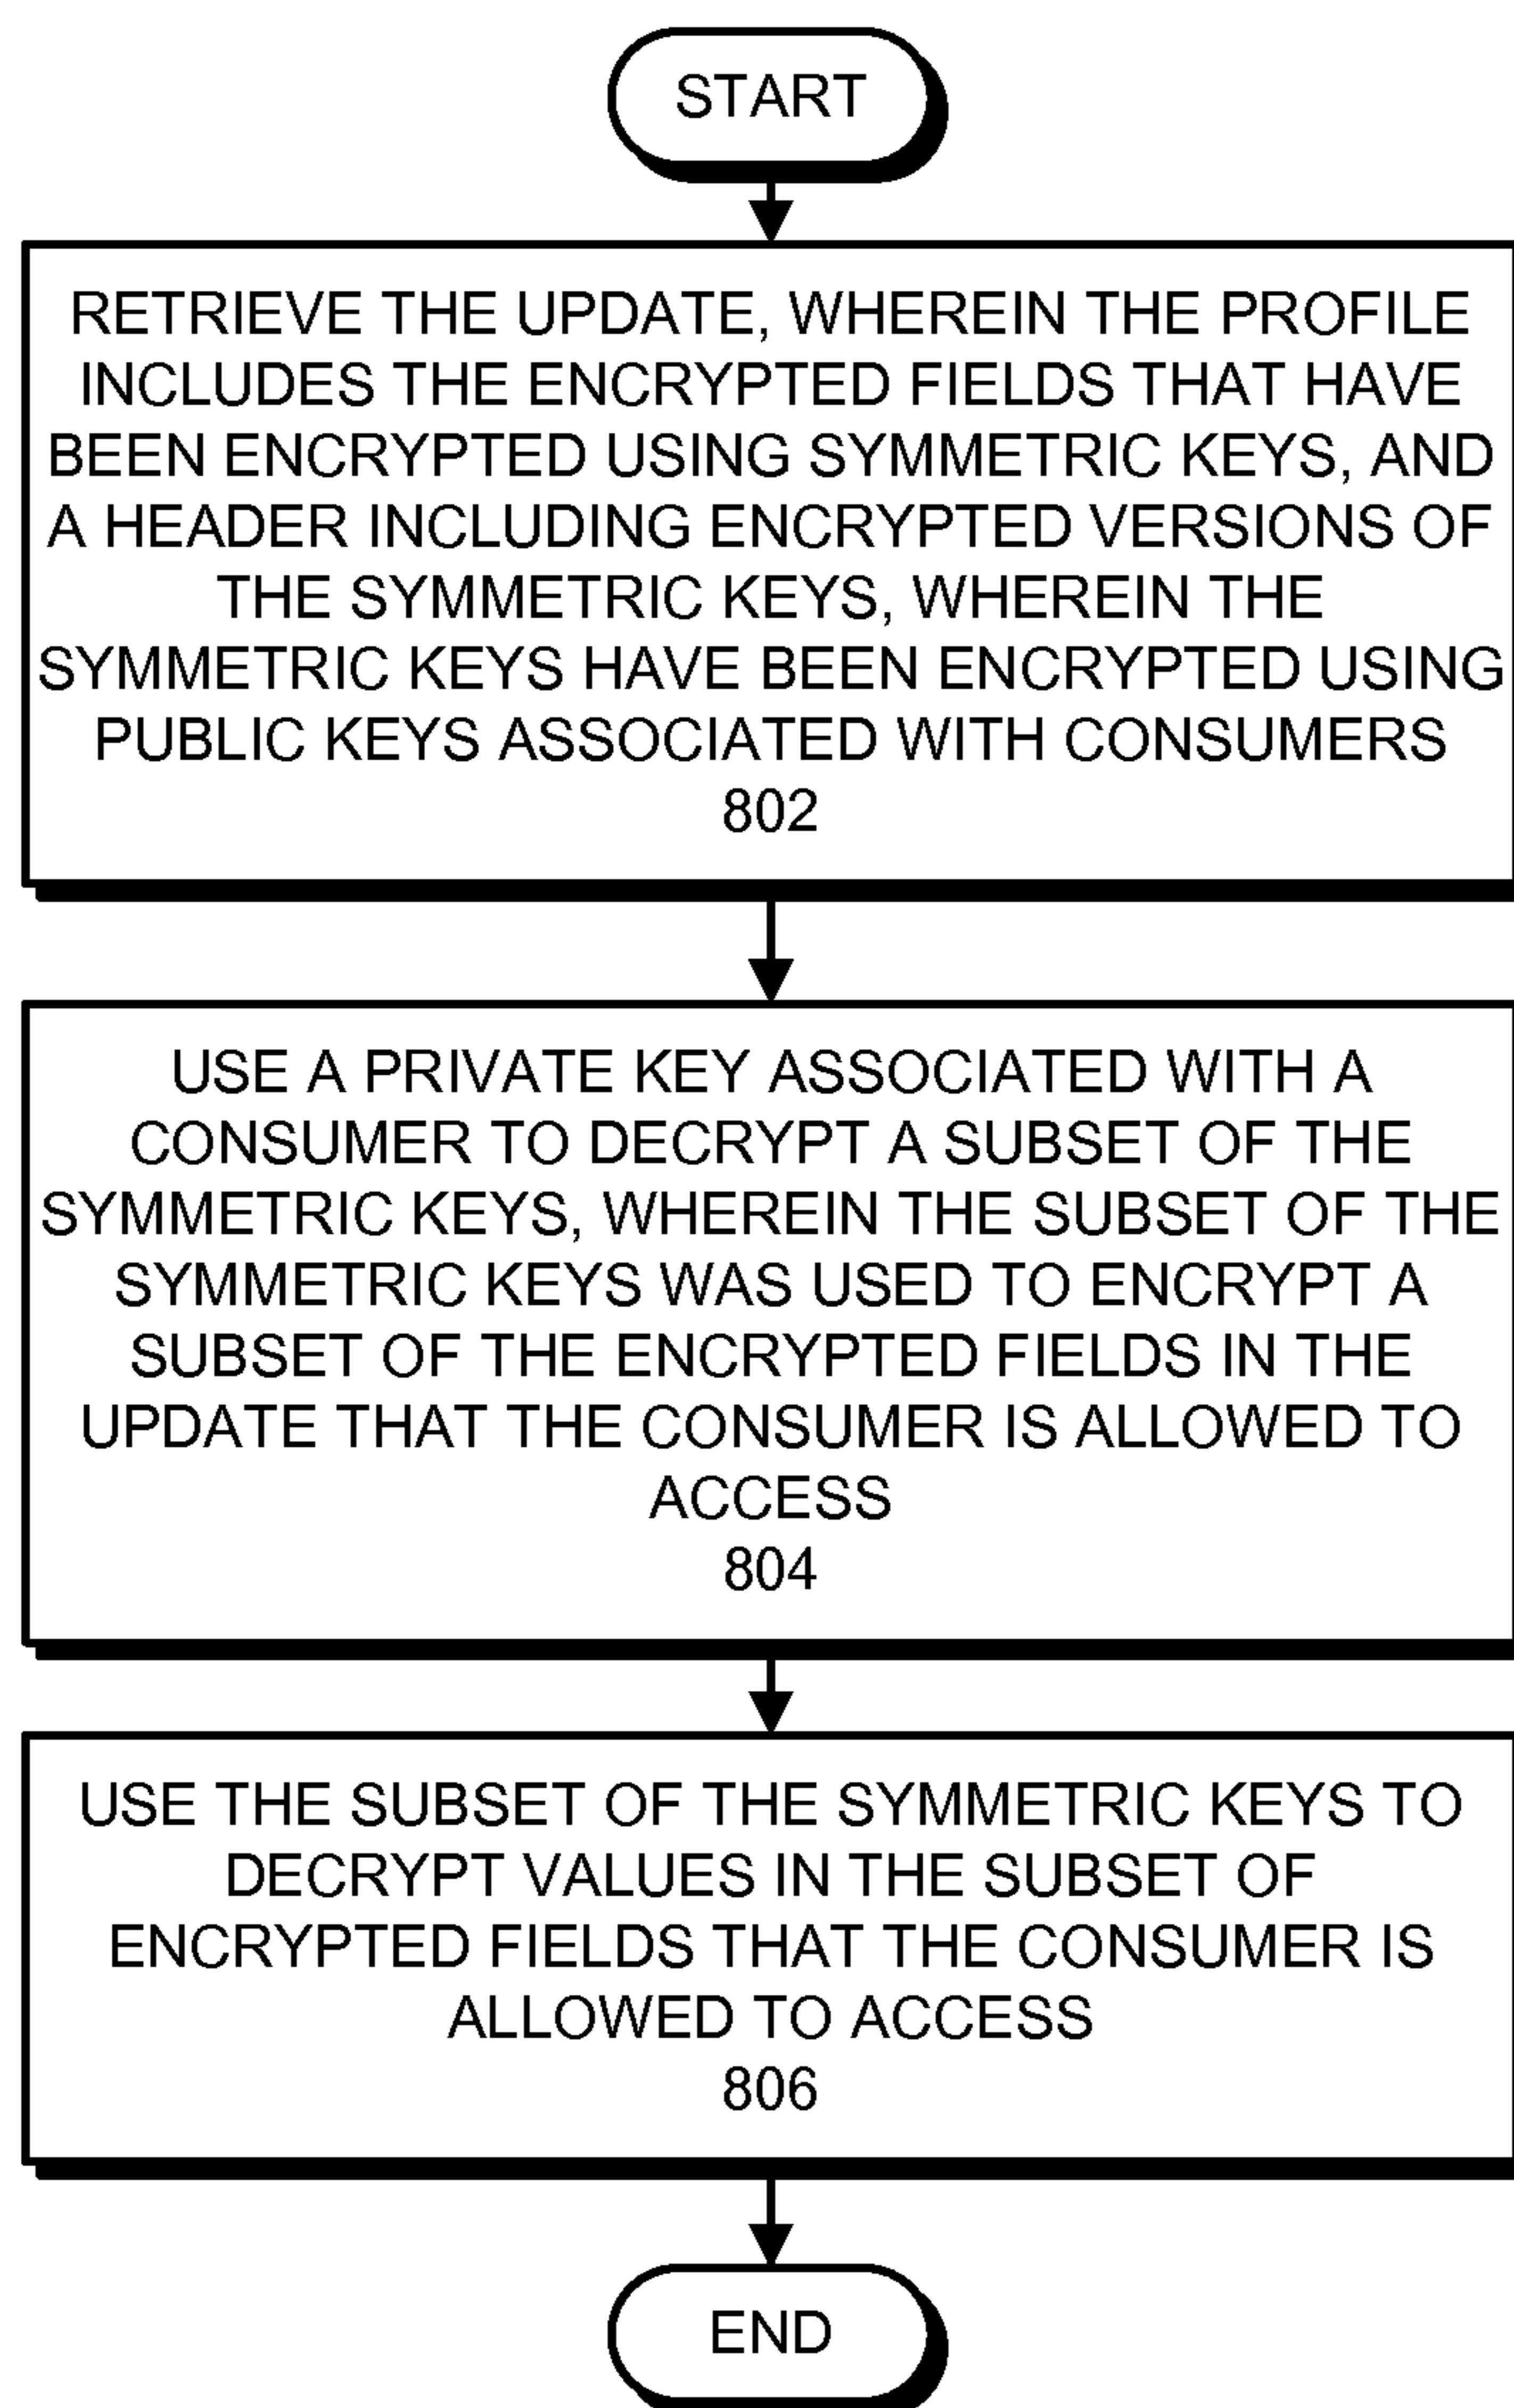 START
RETRIEVE THE UPDATE, WHEREIN THE PROFILE
INCLUDES THE ENCRYPTED FIELDS THAT HAVE
BEEN ENCRYPTED USING SYMMETRIC KEYS, AND
A HEADER INCLUDING ENCRYPTED VERSIONS OF
THE SYMMETRIC KEYS, WHEREIN THE
SYMMETRIC KEYS HAVE BEEN ENCRYPTED USING
PUBLIC KEYS ASSOCIATED WITH CONSUMERS
802
USE A PRIVATE KEY ASSOCIATED WITH A
CONSUMER TO DECRYPT A SUBSET OF THE
SYMMETRIC KEYS, WHEREIN THE SUBSET OF THE
SYMMETRIC KEYS WAS USED TO ENCRYPT A
SUBSET OF THE ENCRYPTED FIELDS IN THE
UPDATE THAT THE CONSUMER IS ALLOWED TO
ACCESS
804
USE THE SUBSET OF THE SYMMETRIC KEYS TO
DECRYPT VALUES IN THE SUBSET OF
ENCRYPTED FIELDS THAT THE CONSUMER IS
ALLOWED TO ACCESS
806
END